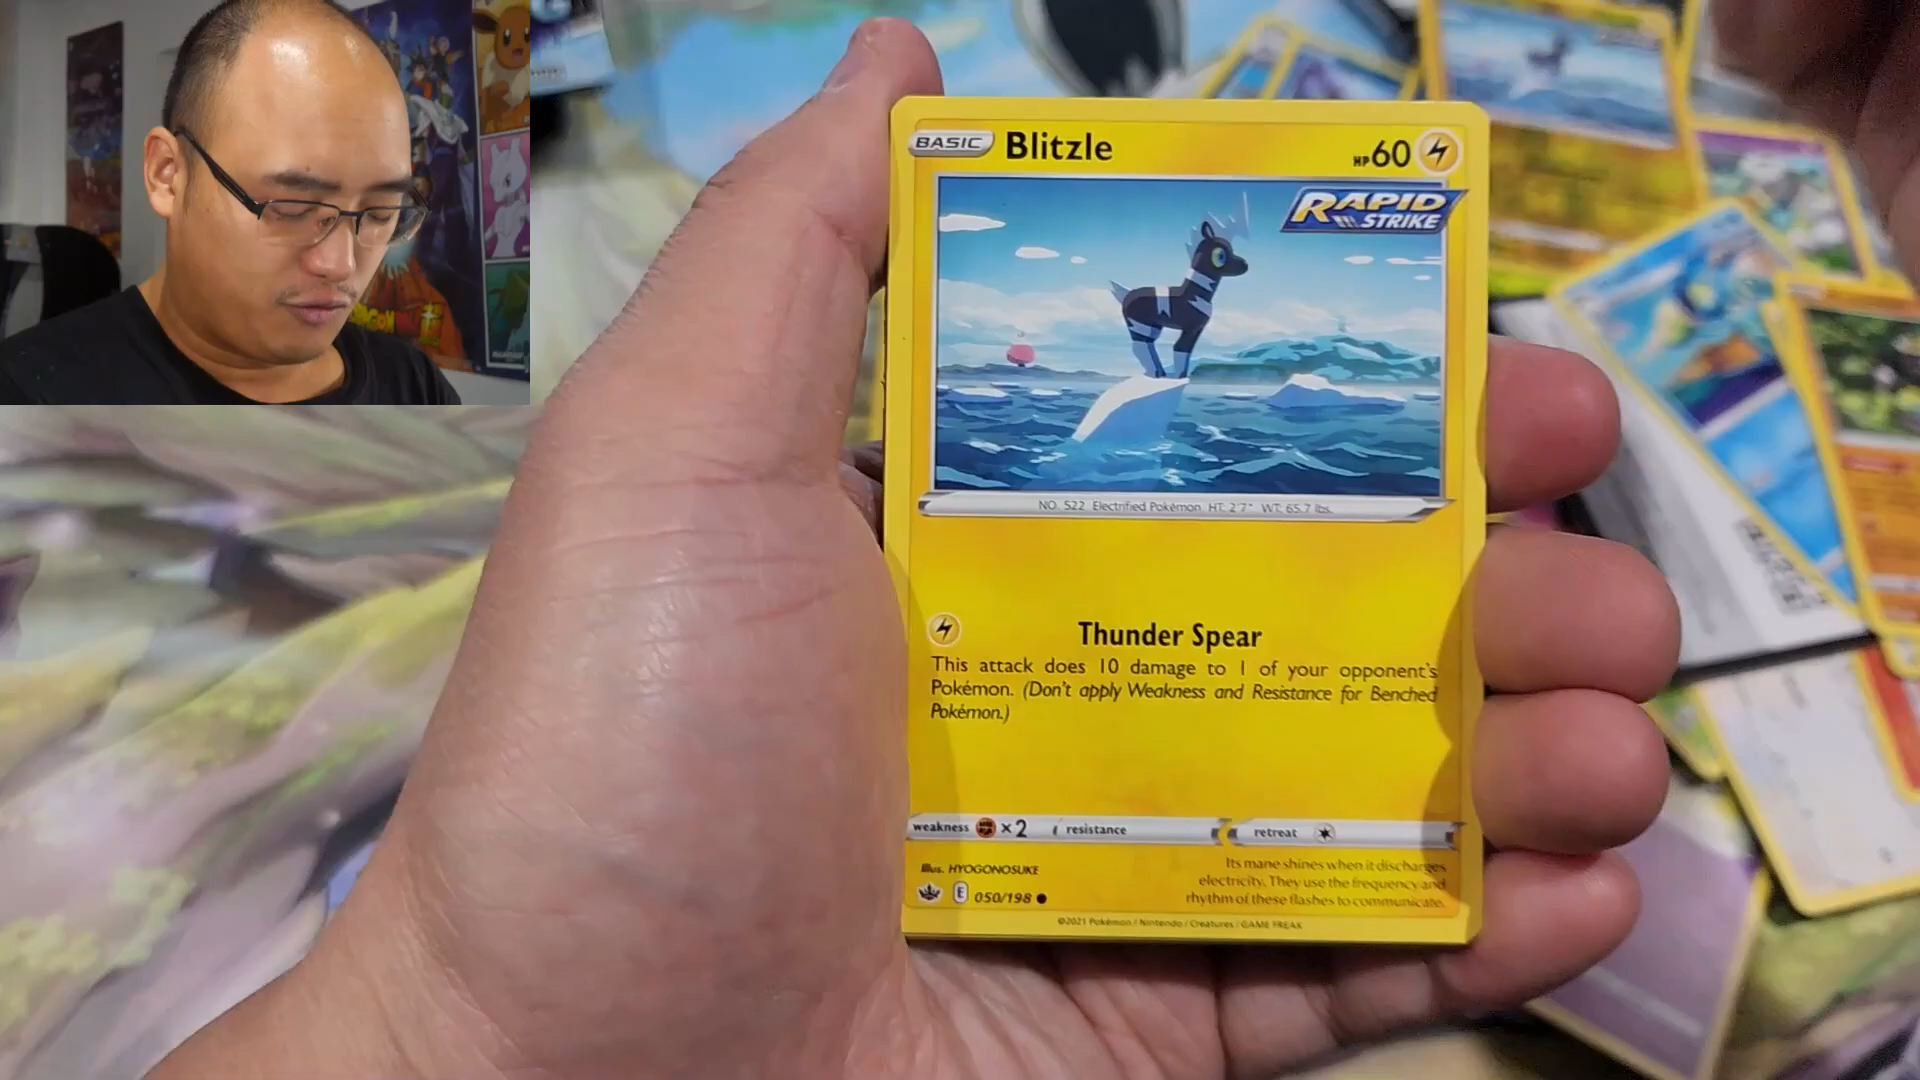 BASIC Blitzle HP60
RAPID
STRIKE
NO. 522 Electrified Pokémon HT: 2'7" WT: 65.7 lbs.
Thunder Spear
This attack does 10 damage to 1 of your opponent's
Pokémon. (Don't apply Weakness and Resistance for Benched
Pokémon.)
weakness ×2 resistance retreat
Illus. HYOGONOSUKE
E 050/198
Its mane shines when it discharges
electricity. They use the frequency and
rhythm of these flashes to communicate.
©2021 Pokémon / Nintendo / Creatures / GAME FREAK